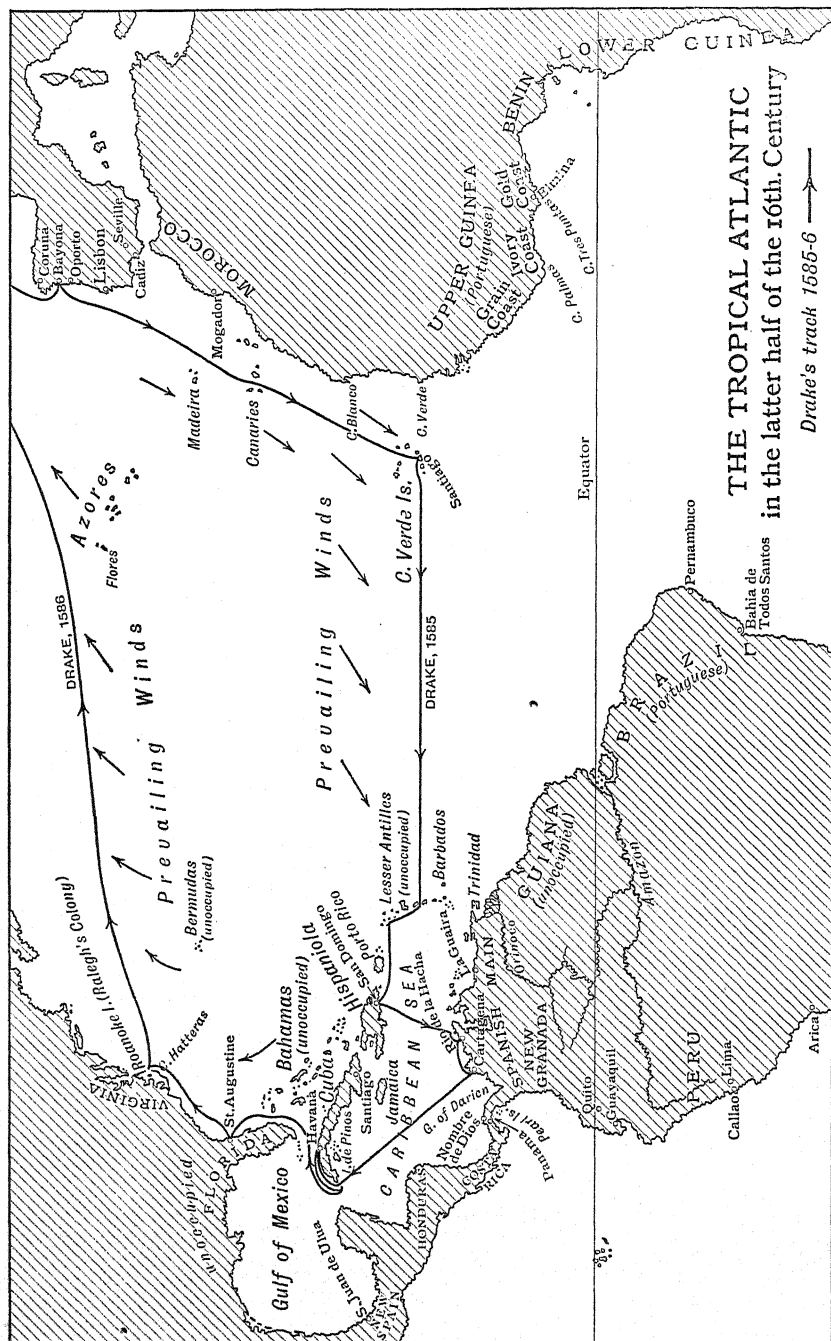 THE TROPICAL ATLANTIC
in the latter half of the 16th. Century
Drake's track 1585-6
Coruna
Bayona
Oporto
Lisbon
Seville
Cadiz
MOROCCO
Mogador
Madeira
Canaries
C. Blanco
C. Verde
Santiago
C. Verde Is.
Azores
Flores
DRAKE, 1586
Prevailing Winds
Prevailing Winds
DRAKE, 1585
UPPER GUINEA
(Portuguese)
Grain
Coast
Ivory
Coast
Gold
Coast
BENIN
LOWER GUINEA
C. Palmas
C. Tres Puntas
Elmina
Equator
Roanoke I. (Ralegh's Colony)
C. Hatteras
VIRGINIA
Bermudas
(unoccupied)
St. Augustine
unoccupied
FLORIDA
Bahamas
(unoccupied)
Havana
Cuba
I. de Pinos
Santiago
Jamaica
Hispaniola
San Domingo
Porto Rico
Lesser Antilles
(unoccupied)
Barbados
Trinidad
CARIBBEAN SEA
Gulf of Mexico
S. Juan de Ulua
NEW
SPAIN
HONDURAS
COSTA
RICA
Nombre
de Dios
G. of Darien
Panama
Pearl Is.
Rio
de la Hacha
La Guaira
Cartagena
SPANISH MAIN
Orinoco
NEW
GRANADA
GUIANA
(unoccupied)
Amazon
BRAZIL
(Portuguese)
Pernambuco
Bahia de
Todos Santos
Quito
Guayaquil
PERU
Lima
Callao
Arica